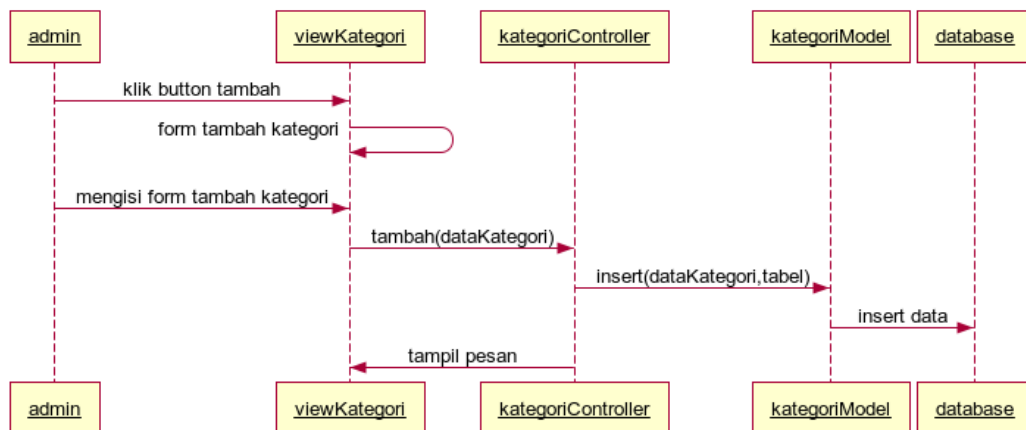 admin
viewKategori
kategoriController
kategoriModel
database
klik button tambah
form tambah kategori
mengisi form tambah kategori
tambah(dataKategori)
insert(dataKategori,tabel)
insert data
tampil pesan
admin
viewKategori
kategoriController
kategoriModel
database